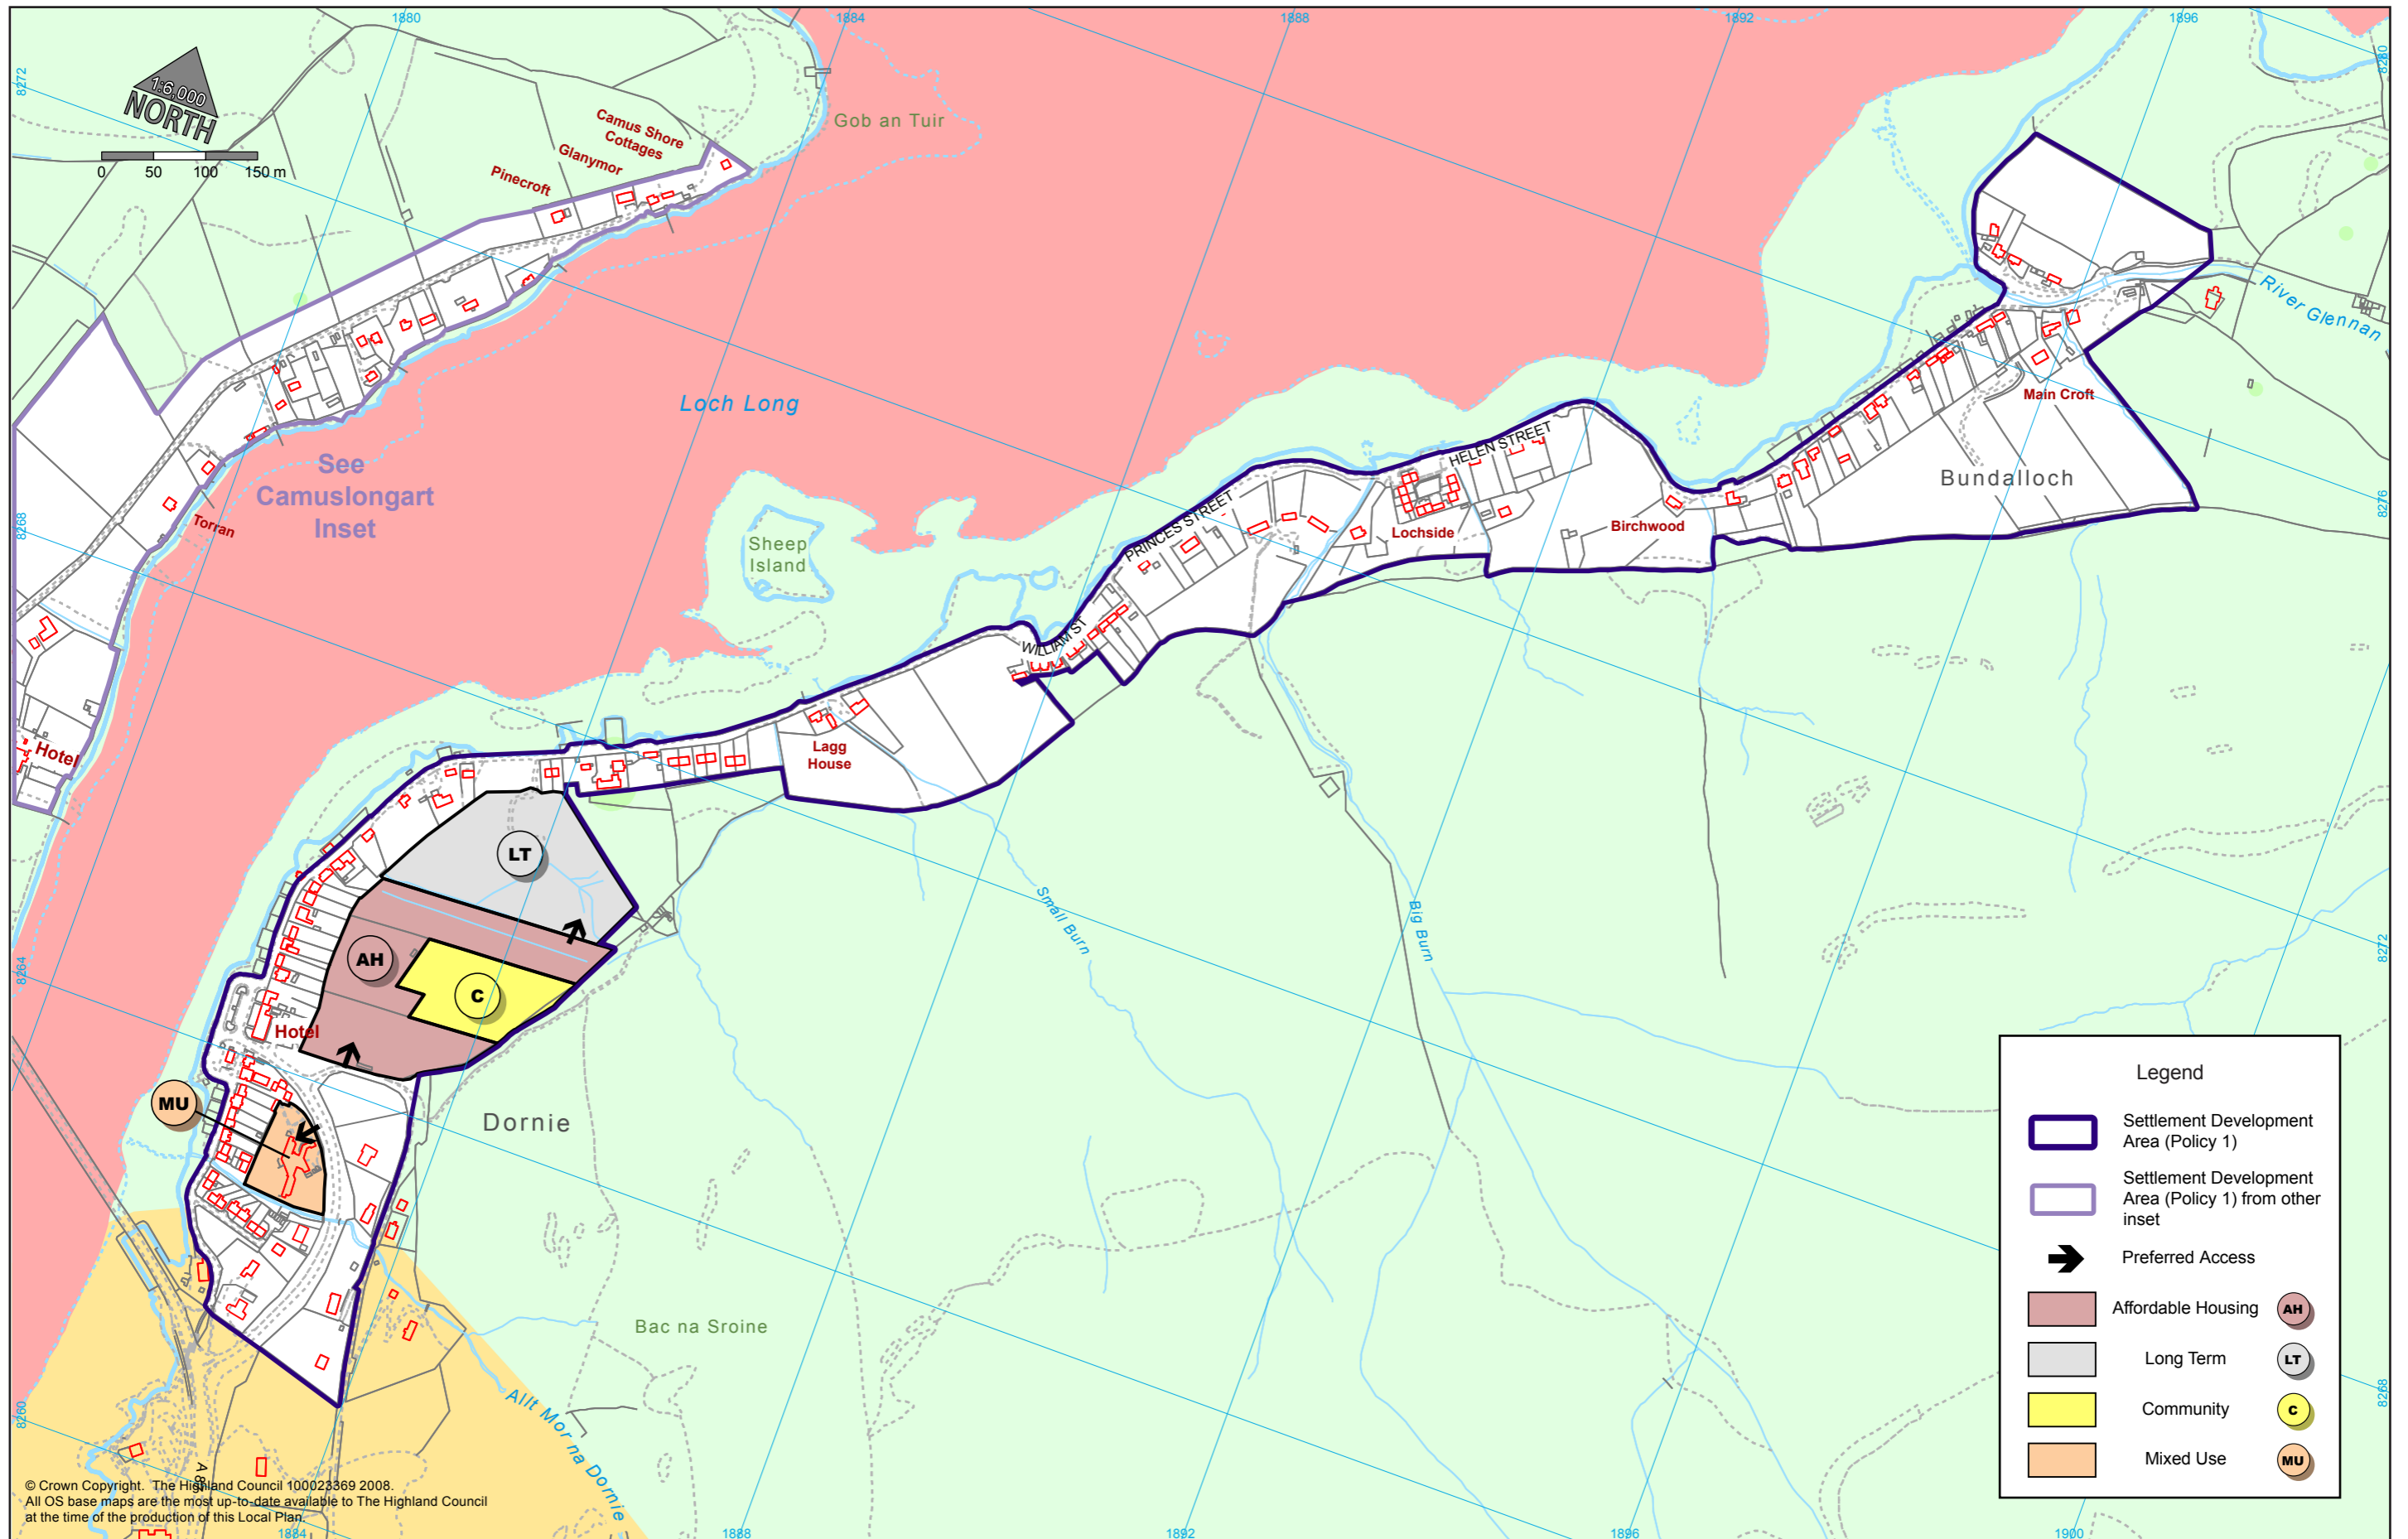 1880
1884
1888
1892
1896
8272
8280
1:6,000
NORTH
0 50 100 150 m
Camus Shore
Cottages
Glanymor
Pinecroft
Gob an Tuir
River Glennan
Loch Long
Main Croft
HELEN STREET
See
Camuslongart
Inset
Bundalloch
8268
8276
Torran
PRINCES STREET
Birchwood
Lochside
Sheep
Island
WILLIAM ST
Hotel
Lagg
House
LT
Small Burn
Big Burn
8264
8272
AH
C
Hotel
MU
Dornie
Bac na Sroine
Allt Mor na Dornie
8260
8268
Legend
Settlement Development
Area (Policy 1)
Settlement Development
Area (Policy 1) from other
inset
Preferred Access
Affordable Housing AH
Long Term LT
Community C
Mixed Use MU
© Crown Copyright. The Highland Council 100023369 2008.
All OS base maps are the most up-to-date available to The Highland Council
at the time of the production of this Local Plan.
1884
1888
1892
1896
1900